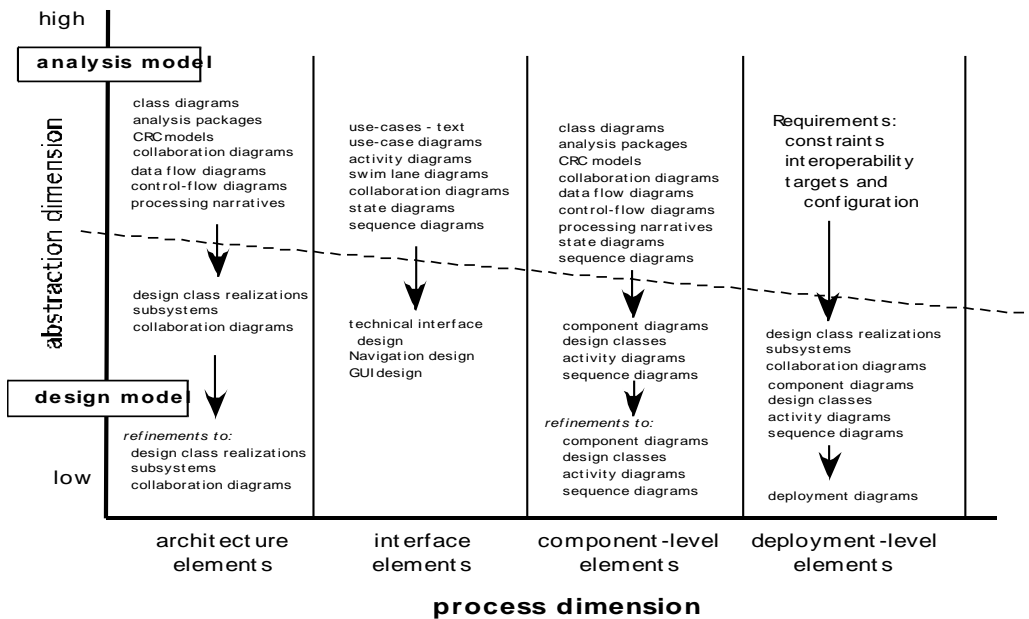 high
analysis model
abstraction dimension
design model
low
class diagrams
analysis packages
CRC models
collaboration diagrams
data flow diagrams
control-flow diagrams
processing narratives
design class realizations
subsystems
collaboration diagrams
refinements to:
design class realizations
subsystems
collaboration diagrams
use-cases - text
use-case diagrams
activity diagrams
swim lane diagrams
collaboration diagrams
state diagrams
sequence diagrams
technical interface
design
Navigation design
GUI design
class diagrams
analysis packages
CRC models
collaboration diagrams
data flow diagrams
control-flow diagrams
processing narratives
state diagrams
sequence diagrams
component diagrams
design classes
activity diagrams
sequence diagrams
refinements to:
component diagrams
design classes
activity diagrams
sequence diagrams
Requirements:
constraints
interoperability
targets and
configuration
design class realizations
subsystems
collaboration diagrams
component diagrams
design classes
activity diagrams
sequence diagrams
deployment diagrams
architecture
elements
interface
elements
component-level
elements
deployment-level
elements
process dimension